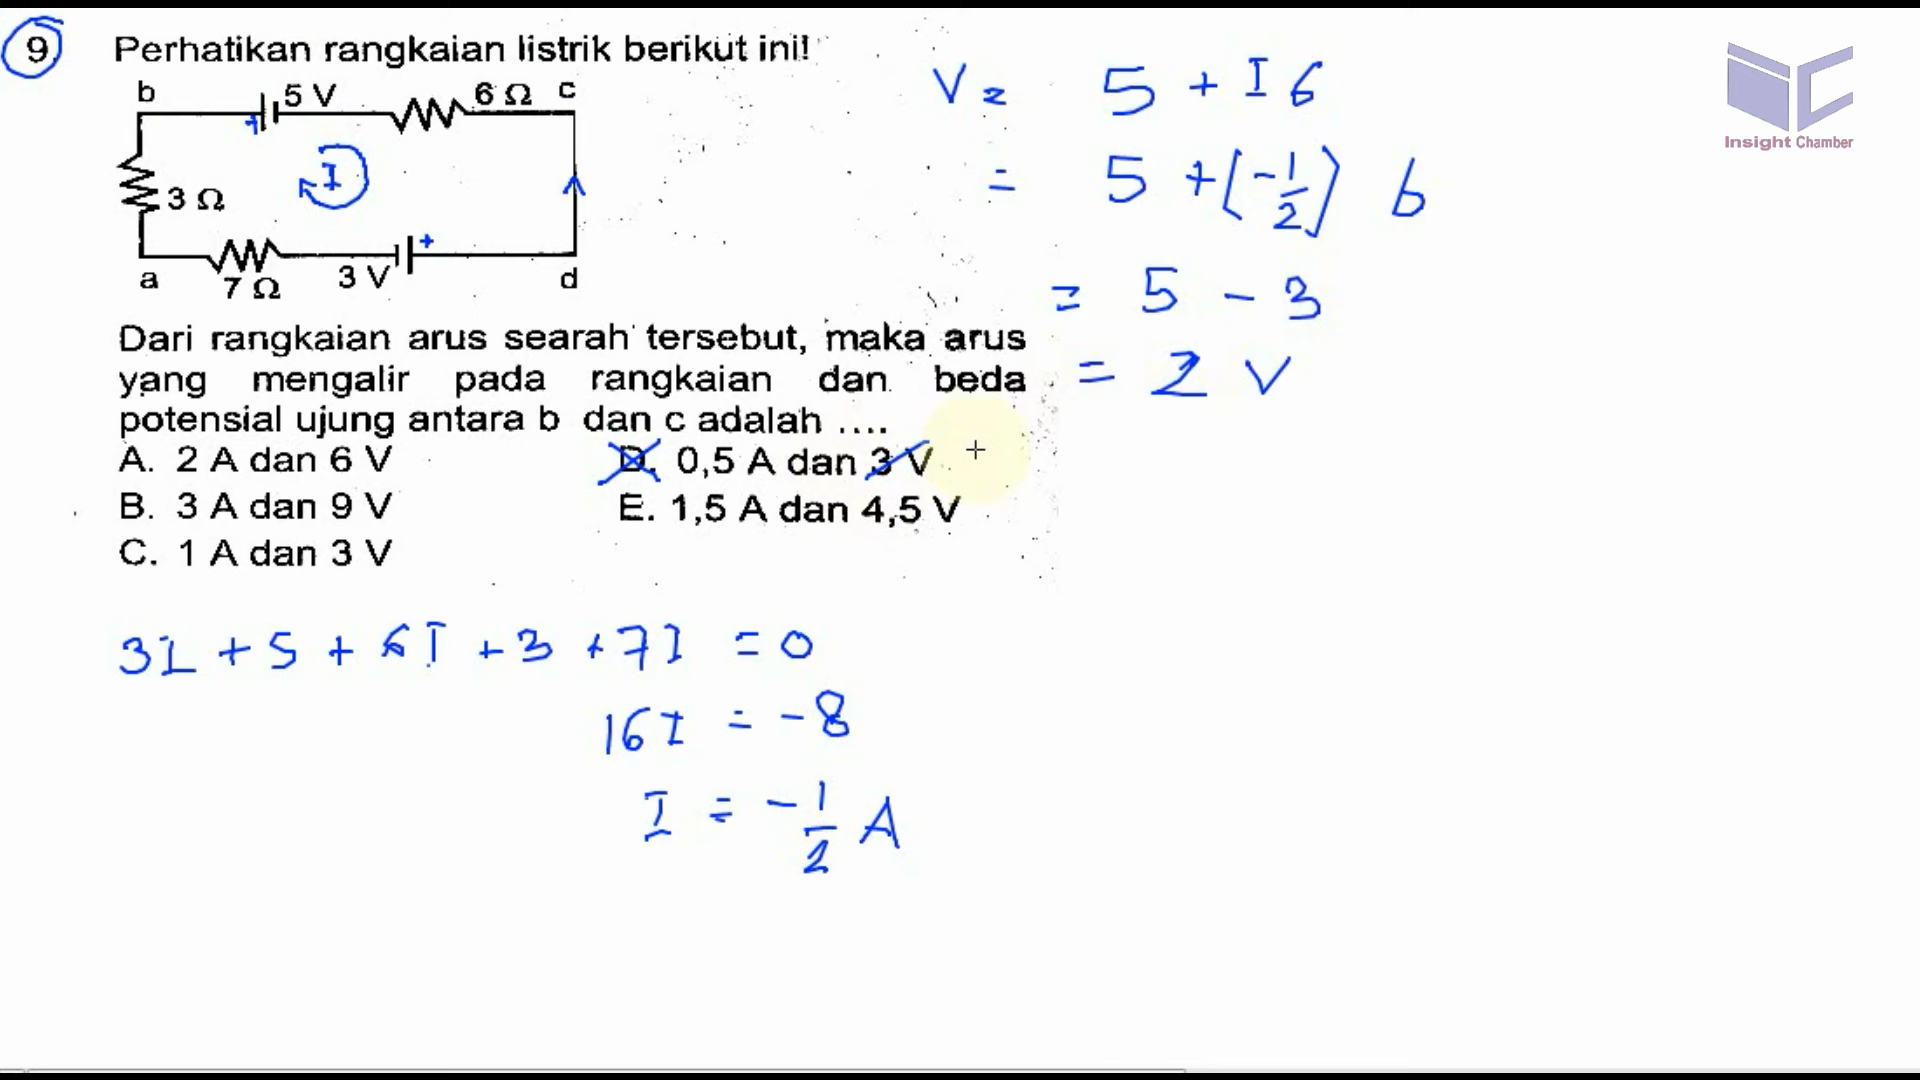 9. Perhatikan rangkaian listrik berikut ini!
b 5 V 6 Ω c
+
I
3 Ω
+
a 7 Ω 3 V d
Dari rangkaian arus searah tersebut, maka arus
yang mengalir pada rangkaian dan beda
potensial ujung antara b dan c adalah ....
A. 2 A dan 6 V
B. 3 A dan 9 V
C. 1 A dan 3 V
D. 0,5 A dan 3 V
E. 1,5 A dan 4,5 V
3I + 5 + 6I + 3 + 7I = 0
16I = -8
I = -1/2 A
V = 5 + I 6
= 5 + (-1/2) 6
= 5 - 3
= 2 V
Insight Chamber